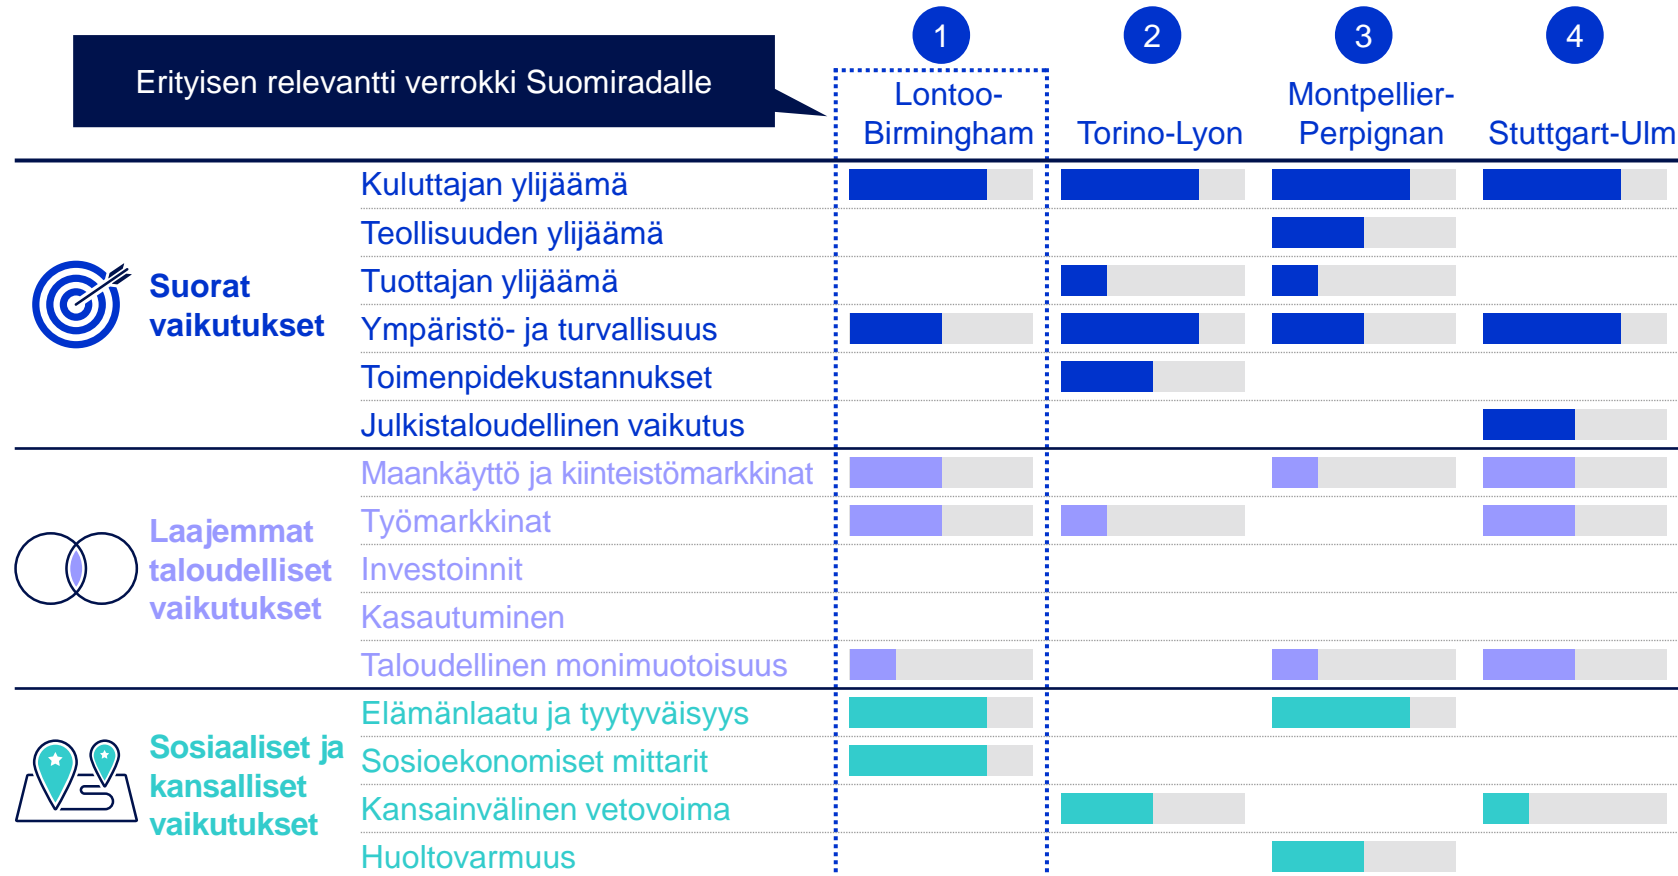 1
2
3
4
Erityisen relevantti verrokki Suomiradalle
Lontoo-
Birmingham
Torino-Lyon
Montpellier-
Perpignan
Stuttgart-Ulm
Suorat
vaikutukset
Kuluttajan ylijäämä
Teollisuuden ylijäämä
Tuottajan ylijäämä
Ympäristö- ja turvallisuus
Toimenpidekustannukset
Julkistaloudellinen vaikutus
Laajemmat
taloudelliset
vaikutukset
Maankäyttö ja kiinteistömarkkinat
Työmarkkinat
Investoinnit
Kasautuminen
Taloudellinen monimuotoisuus
Sosiaaliset ja
kansalliset
vaikutukset
Elämänlaatu ja tyytyväisyys
Sosioekonomiset mittarit
Kansainvälinen vetovoima
Huoltovarmuus